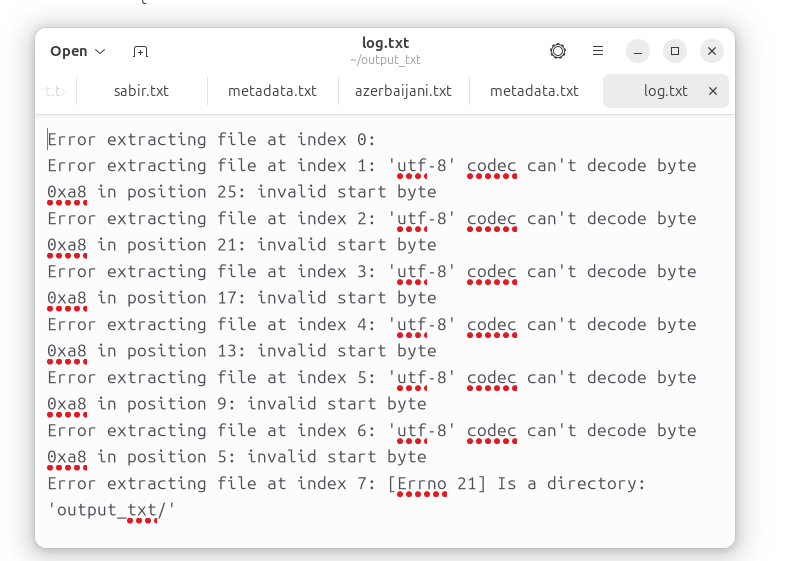 Open
log.txt
~/output_txt
sabir.txt
metadata.txt
azerbaijani.txt
metadata.txt
log.txt
Error extracting file at index 0:
Error extracting file at index 1: 'utf-8' codec can't decode byte
0xa8 in position 25: invalid start byte
Error extracting file at index 2: 'utf-8' codec can't decode byte
0xa8 in position 21: invalid start byte
Error extracting file at index 3: 'utf-8' codec can't decode byte
0xa8 in position 17: invalid start byte
Error extracting file at index 4: 'utf-8' codec can't decode byte
0xa8 in position 13: invalid start byte
Error extracting file at index 5: 'utf-8' codec can't decode byte
0xa8 in position 9: invalid start byte
Error extracting file at index 6: 'utf-8' codec can't decode byte
0xa8 in position 5: invalid start byte
Error extracting file at index 7: [Errno 21] Is a directory:
'output_txt/'